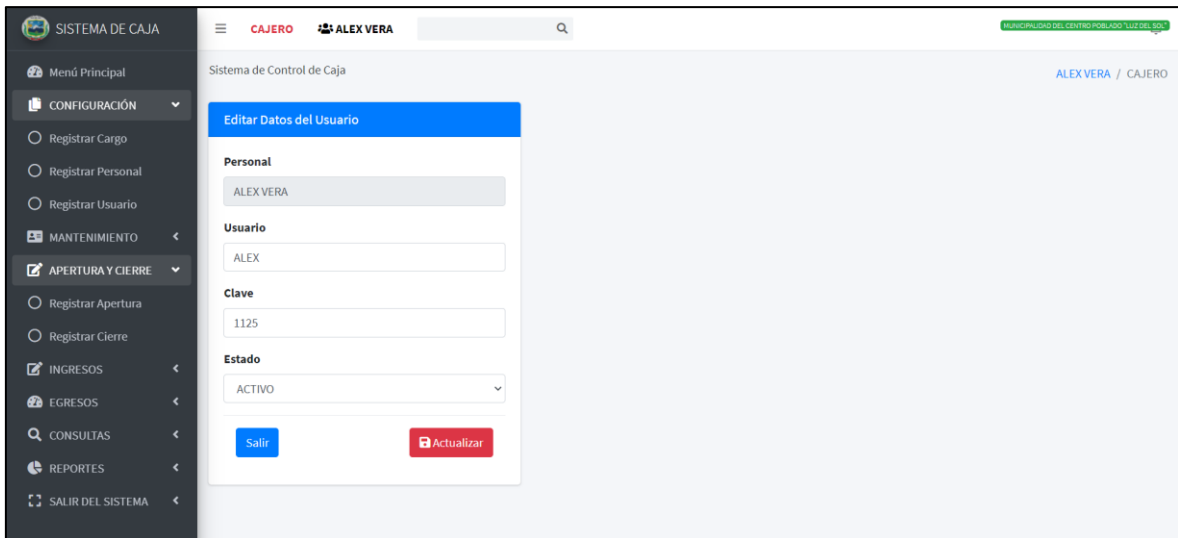 SISTEMA DE CAJA
CAJERO
ALEX VERA
MUNICIPALIDAD DEL CENTRO POBLADO "LUZ DEL SOL"
Menú Principal
CONFIGURACIÓN
Registrar Cargo
Registrar Personal
Registrar Usuario
MANTENIMIENTO
APERTURA Y CIERRE
Registrar Apertura
Registrar Cierre
INGRESOS
EGRESOS
CONSULTAS
REPORTES
SALIR DEL SISTEMA
Sistema de Control de Caja
ALEX VERA / CAJERO
Editar Datos del Usuario
Personal
ALEX VERA
Usuario
ALEX
Clave
1125
Estado
ACTIVO
Salir
Actualizar